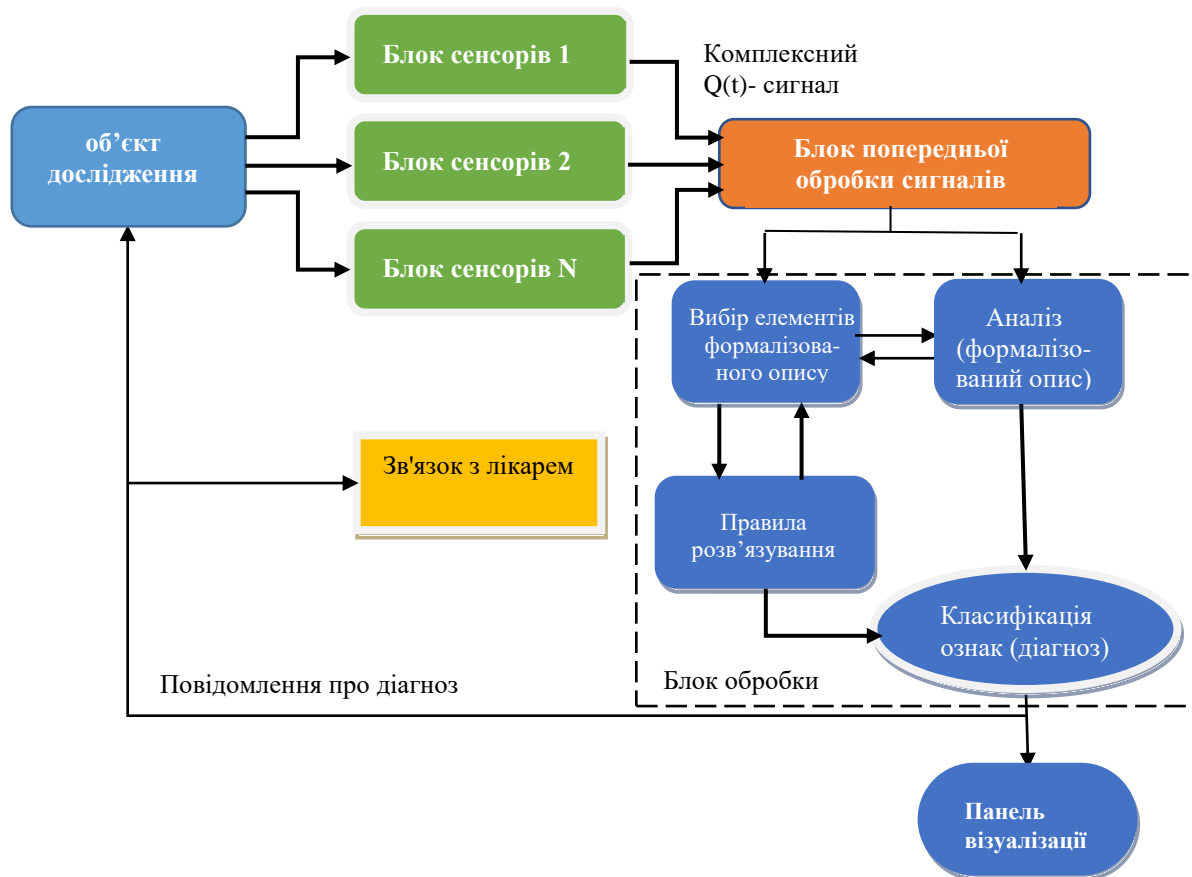 Блок сенсорів 1
Комплексний
Q(t)- сигнал
об’єкт
дослідження
Блок сенсорів 2
Блок попередньої
обробки сигналів
Блок сенсорів N
Вибір елементів
формалізова-
ного опису
Аналіз
(формалізо-
ваний опис)
Зв'язок з лікарем
Правила
розв’язування
Класифікація
ознак (діагноз)
Повідомлення про діагноз
Блок обробки
Панель
візуалізації